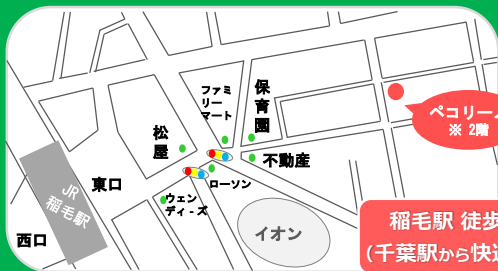 ファミ
リー
マート
保
育
園
ペコリーノ
※ 2階
松
屋
不動産
JR
稲毛駅
東口
ローソン
ウェン
ディ-ズ
西口
イオン
稲毛駅 徒歩
(千葉駅から快速